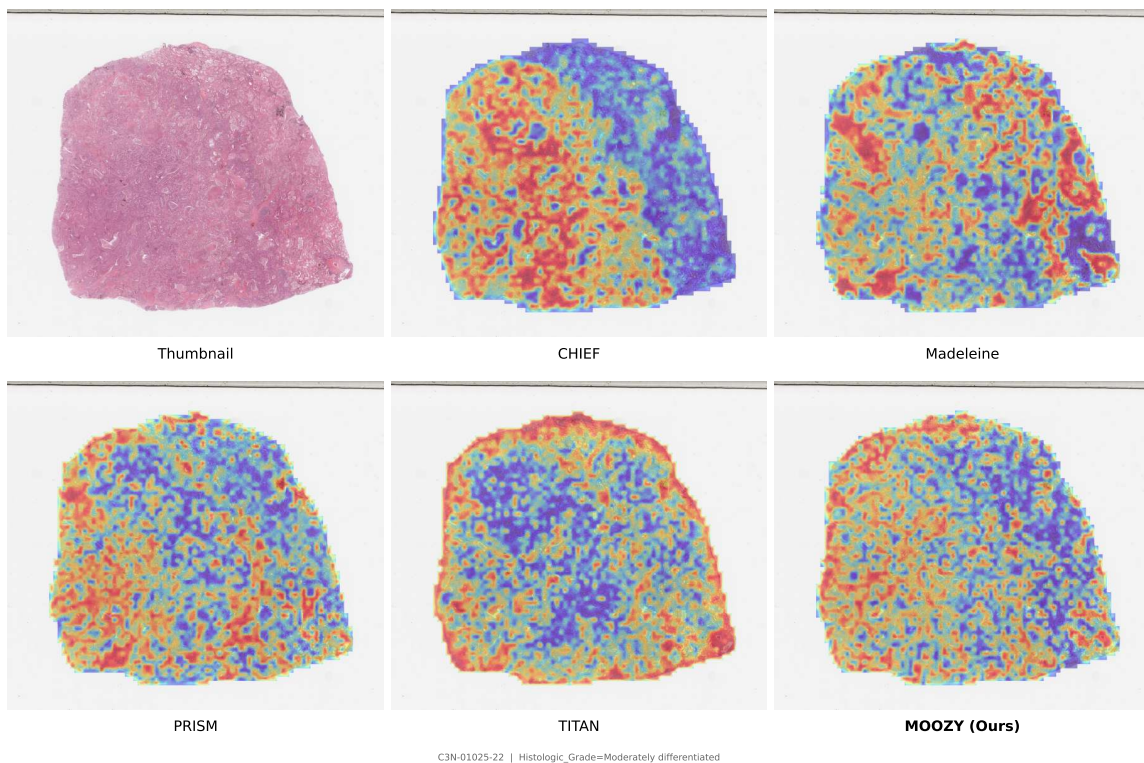 Thumbnail
CHIEF
Madeleine
PRISM
TITAN
MOOZY (Ours)
C3N-01025-22 | Histologic_Grade=Moderately differentiated